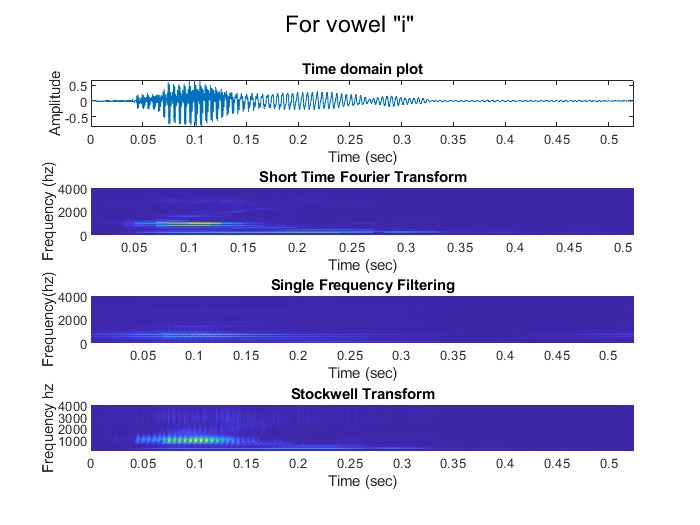 For vowel "i"
Time domain plot
Amplitude
0.5
0
-0.5
0 0.05 0.1 0.15 0.2 0.25 0.3 0.35 0.4 0.45 0.5
Time (sec)
Short Time Fourier Transform
Frequency (hz)
4000
2000
0
0.05 0.1 0.15 0.2 0.25 0.3 0.35 0.4 0.45 0.5
Time (sec)
Single Frequency Filtering
Frequency(hz)
4000
2000
0
0.05 0.1 0.15 0.2 0.25 0.3 0.35 0.4 0.45 0.5
Time (sec)
Stockwell Transform
Frequency hz
4000
3000
2000
1000
0 0.05 0.1 0.15 0.2 0.25 0.3 0.35 0.4 0.45 0.5
Time (sec)